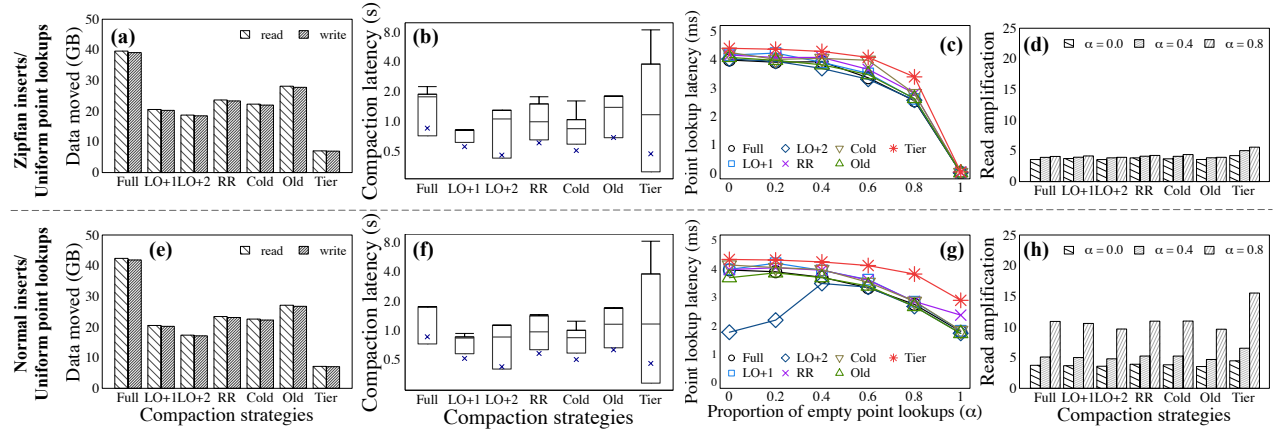 Zipfian inserts/
Uniform point lookups
Data moved (GB)
50
40
30
20
10
0
(a)
read
write
Full LO+1 LO+2 RR Cold Old Tier
Compaction latency (s)
8.0
4.0
2.0
1.0
0.5
(b)
Full LO+1 LO+2 RR Cold Old Tier
Point lookup latency (ms)
5
4
3
2
1
0
(c)
Full LO+2 Cold Tier
LO+1 RR Old
0 0.2 0.4 0.6 0.8 1
Read amplification
25
20
15
10
5
0
(d)
α = 0.0 α = 0.4 α = 0.8
Full LO+1 LO+2 RR Cold Old Tier
Normal inserts/
Uniform point lookups
Data moved (GB)
50
40
30
20
10
0
(e)
read
write
Full LO+1 LO+2 RR Cold Old Tier
Compaction strategies
Compaction latency (s)
8.0
4.0
2.0
1.0
0.5
(f)
Full LO+1 LO+2 RR Cold Old Tier
Compaction strategies
Point lookup latency (ms)
5
4
3
2
1
0
(g)
Full LO+2 Cold Tier
LO+1 RR Old
0 0.2 0.4 0.6 0.8 1
Proportion of empty point lookups (α)
Read amplification
25
20
15
10
5
0
(h)
α = 0.0 α = 0.4 α = 0.8
Full LO+1 LO+2 RR Cold Old Tier
Compaction strategies